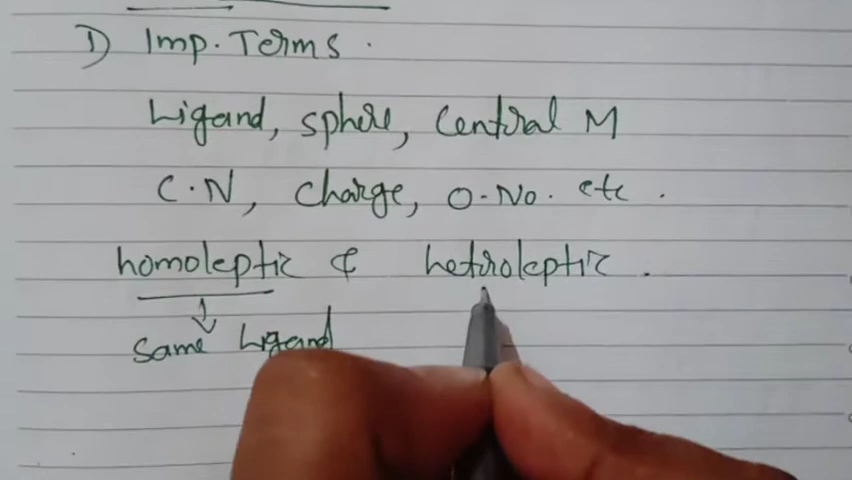 1) Imp. Terms.
Ligand, sphere, Central M
C.N, Charge, O.No. etc.
homoleptic & hetroleptic.
Same Ligand